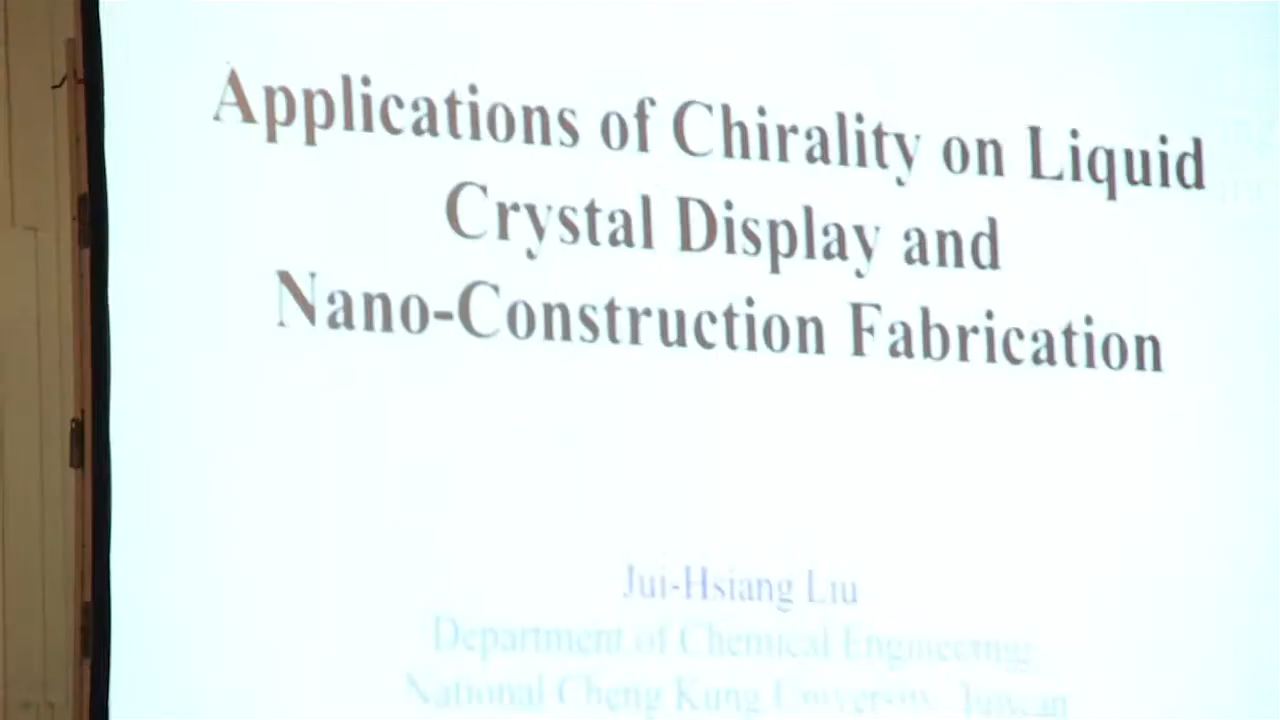 Applications of Chirality on Liquid
Crystal Display and
Nano-Construction Fabrication
Jui-Hsiang Liu
Department of Chemical Engineering
National Cheng Kung University, Taiwan